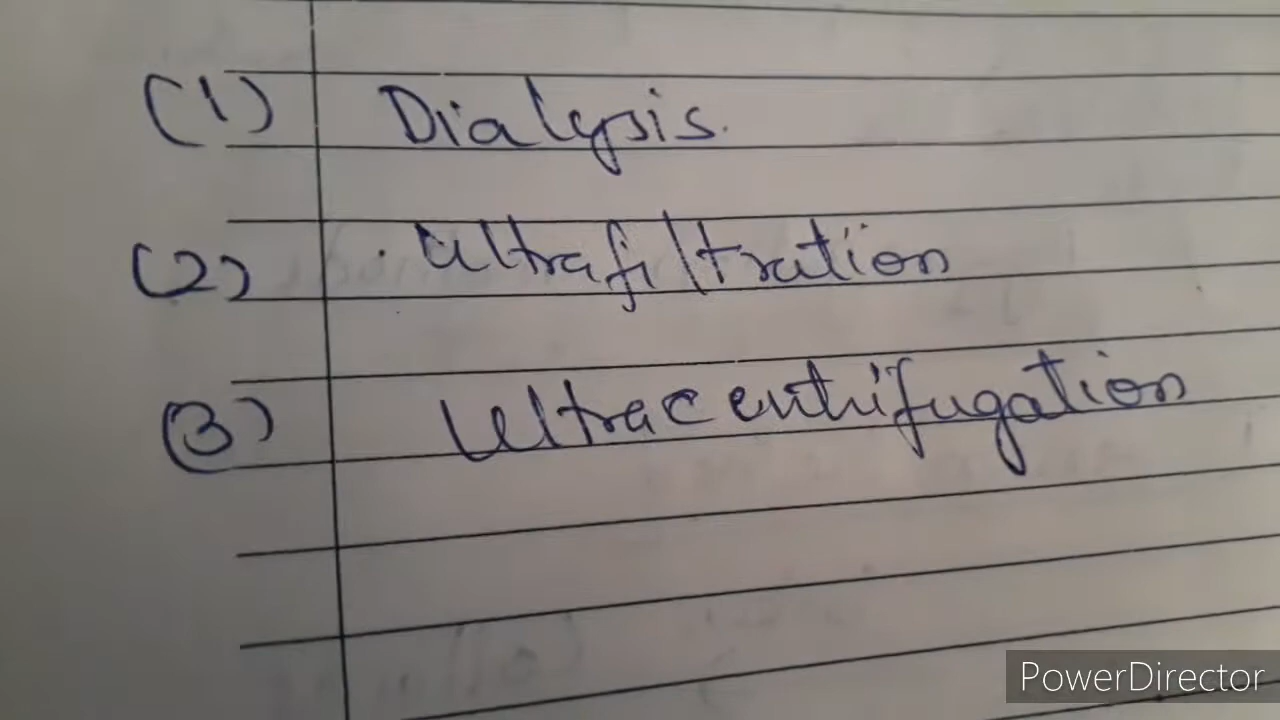 (1) Dialysis.
(2) Ultrafiltration
(3) Ultracentrifugation
PowerDirector